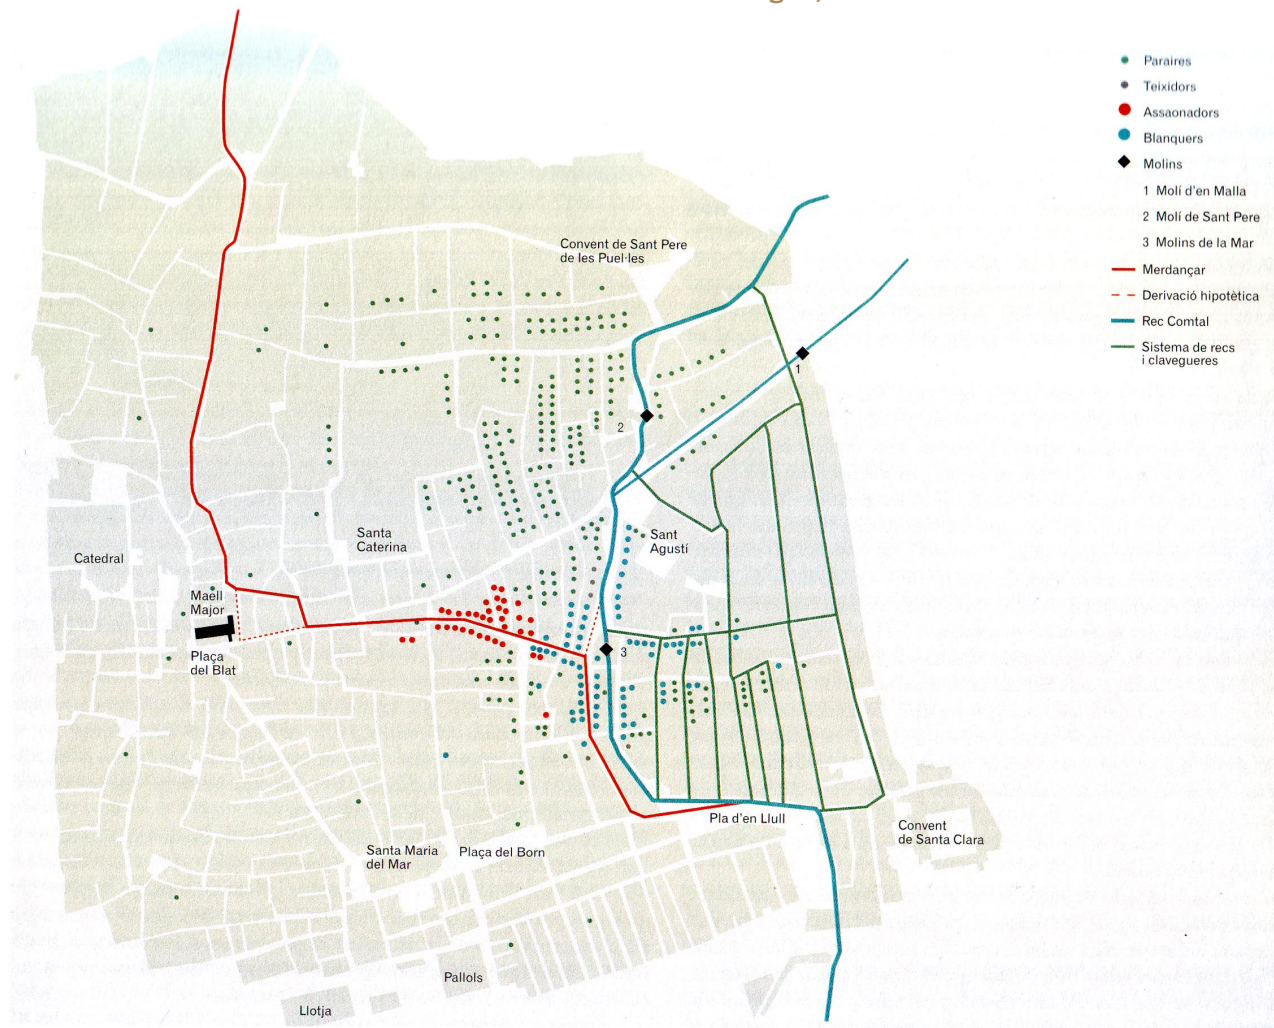 Paraires
Teixidors
Assaonadors
Blanquers
Molins
1 Molí d'en Malla
2 Molí de Sant Pere
3 Molins de la Mar
Merdançar
Derivació hipotètica
Rec Comtal
Sistema de recs
i clavegueres
Convent de Sant Pere
de les Puel·les
1
2
Santa
Caterina
Sant
Agustí
Catedral
Maell
Major
3
Plaça
del Blat
Pla d'en Llull
Convent
de Santa Clara
Santa Maria
del Mar
Plaça del Born
Pallols
Llotja